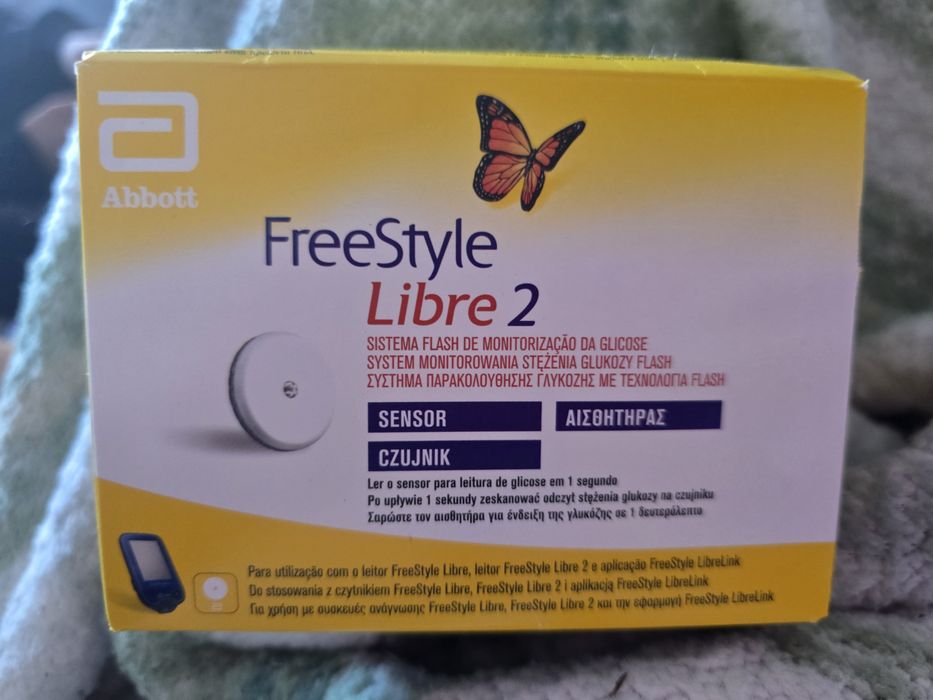 Abbott
FreeStyle
Libre 2
SISTEMA FLASH DE MONITORIZAÇÃO DA GLICOSE
SYSTEM MONITOROWANIA STĘŻENIA GLUKOZY FLASH
ΣΥΣΤΗΜΑ ΠΑΡΑΚΟΛΟΥΘΗΣΗΣ ΓΛΥΚΟΖΗΣ ΜΕ ΤΕΧΝΟΛΟΓΙΑ FLASH
SENSOR
ΑΙΣΘΗΤΗΡΑΣ
CZUJNIK
Ler o sensor para leitura de glicose em 1 segundo
Po upływie 1 sekundy zeskanować odczyt stężenia glukozy na czujniku
Σαρώστε τον αισθητήρα για ένδειξη της γλυκόζης σε 1 δευτερόλεπτο
Para utilização com o leitor FreeStyle Libre, leitor FreeStyle Libre 2 e aplicação FreeStyle LibreLink
Do stosowania z czytnikiem FreeStyle Libre, FreeStyle Libre 2 i aplikacją FreeStyle LibreLink
Για χρήση με συσκευές ανάγνωσης FreeStyle Libre, FreeStyle Libre 2 και την εφαρμογή FreeStyle LibreLink